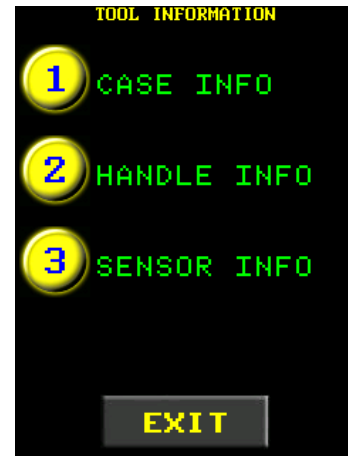 TOOL INFORMATION
1 CASE INFO
2 HANDLE INFO
3 SENSOR INFO
EXIT